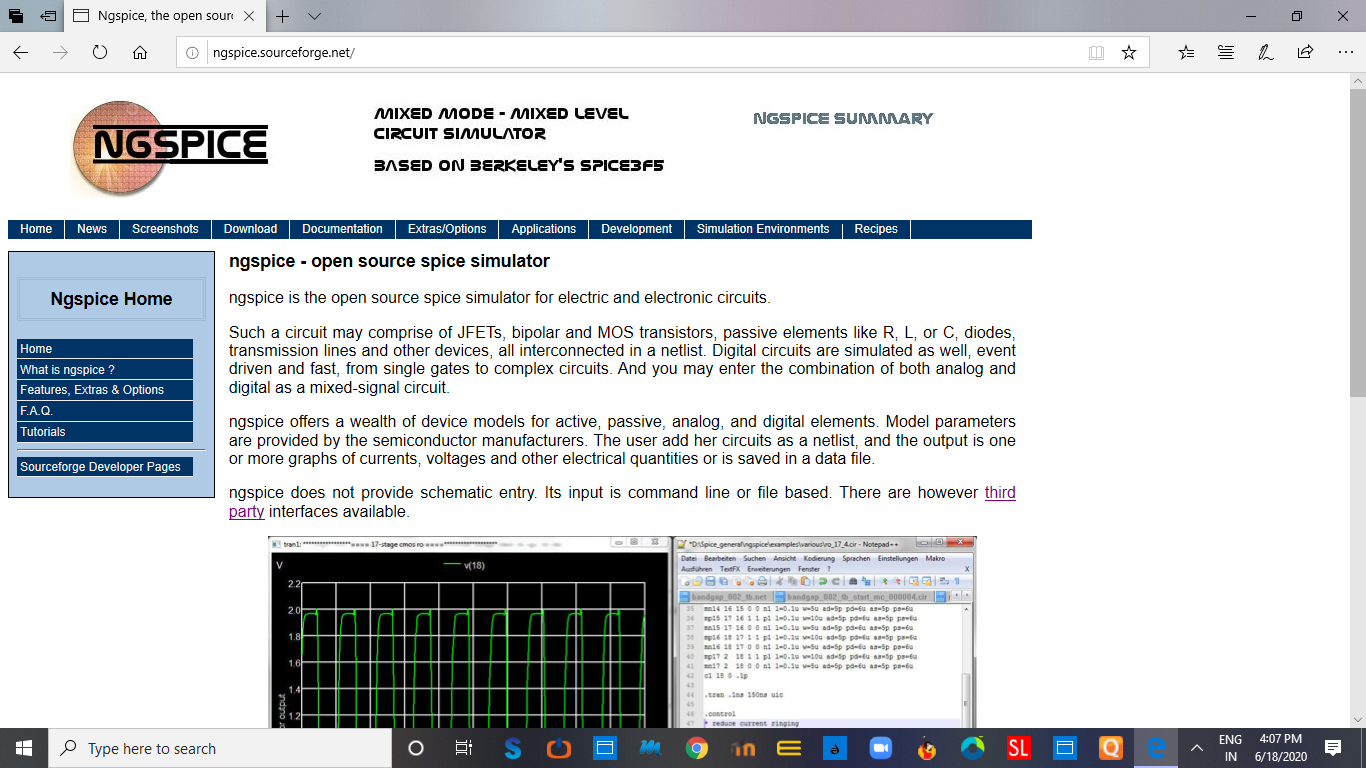 Ngspice, the open sour
ngspice.sourceforge.net/
NGSPICE
MIXED MODE - MIXED LEVEL
CIRCUIT SIMULATOR
BASED ON BERKELEY'S SPICE3F5
NGSPICE SUMMARY
Home News Screenshots Download Documentation Extras/Options Applications Development Simulation Environments Recipes
Ngspice Home
Home
What is ngspice ?
Features, Extras & Options
F.A.Q.
Tutorials
Sourceforge Developer Pages
ngspice - open source spice simulator
ngspice is the open source spice simulator for electric and electronic circuits.
Such a circuit may comprise of JFETs, bipolar and MOS transistors, passive elements like R, L, or C, diodes,
transmission lines and other devices, all interconnected in a netlist. Digital circuits are simulated as well, event
driven and fast, from single gates to complex circuits. And you may enter the combination of both analog and
digital as a mixed-signal circuit.
ngspice offers a wealth of device models for active, passive, analog, and digital elements. Model parameters
are provided by the semiconductor manufacturers. The user add her circuits as a netlist, and the output is one
or more graphs of currents, voltages and other electrical quantities or is saved in a data file.
ngspice does not provide schematic entry. Its input is command line or file based. There are however third
party interfaces available.
tran1: ==== 17-stage cmos ro ====
V
v(18)
2.2
2.0
1.8
1.6
1.4
1.2
or output
*D:\Spice_general\ngspice\examples\various\ro_17_4.cir - Notepad++
Datei Bearbeiten Suchen Ansicht Kodierung Sprachen Einstellungen Makro
Ausführen TextFX Erweiterungen Fenster ? X
bandgap_002_tb.net bandgap_002_tb_start_mc_000004.cir
35 mn14 16 15 0 0 n1 l=0.1u w=5u ad=5p pd=6u as=5p ps=6u
36 mp15 17 16 1 1 p1 l=0.1u w=10u ad=5p pd=6u as=5p ps=6u
37 mn15 17 16 0 0 n1 l=0.1u w=5u ad=5p pd=6u as=5p ps=6u
38 mp16 18 17 1 1 p1 l=0.1u w=10u ad=5p pd=6u as=5p ps=6u
39 mn16 18 17 0 0 n1 l=0.1u w=5u ad=5p pd=6u as=5p ps=6u
40 mp17 2 18 1 1 p1 l=0.1u w=10u ad=5p pd=6u as=5p ps=6u
41 mn17 2 18 0 0 n1 l=0.1u w=5u ad=5p pd=6u as=5p ps=6u
42 cl 18 0 .1p
43
44 .tran .1ns 150ns uic
45
46 .control
47 * reduce current ringing
Type here to search
in
SL
Q
ENG
IN
4:07 PM
6/18/2020